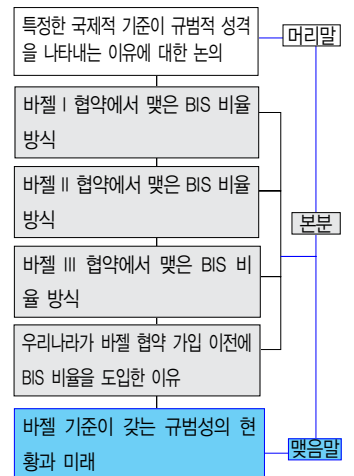 특정한 국제적 기준이 규범적 성격
을 나타내는 이유에 대한 논의
머리말
바젤 Ⅰ 협약에서 맺은 BIS 비율
방식
바젤 Ⅱ 협약에서 맺은 BIS 비율
방식
본분
바젤 Ⅲ 협약에서 맺은 BIS 비
율 방식
우리나라가 바젤 협약 가입 이전에
BIS 비율을 도입한 이유
바젤 기준이 갖는 규범성의 현
황과 미래
맺음말